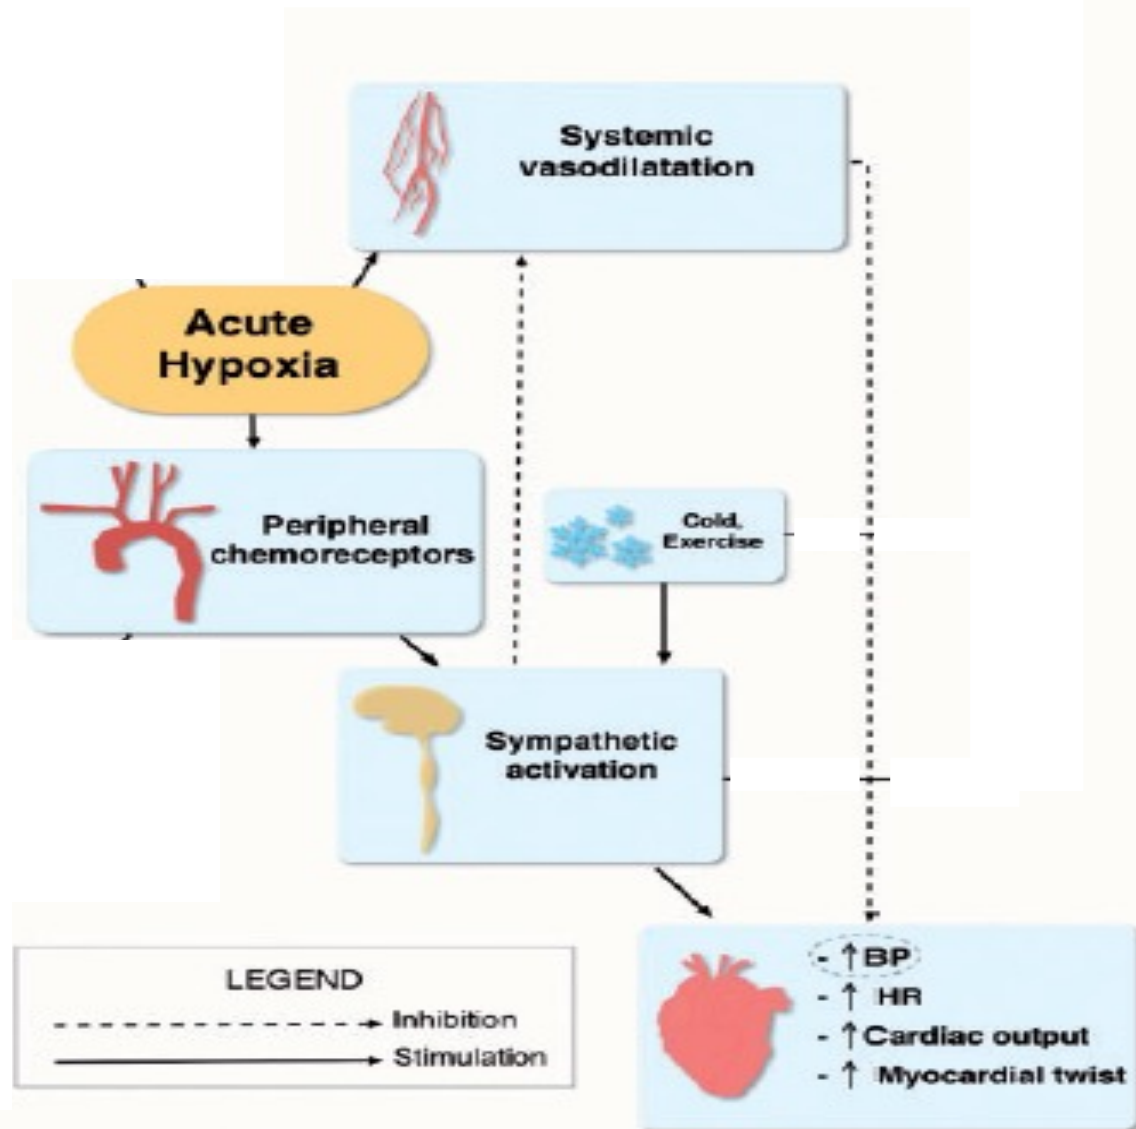 Systemic
vasodilatation
Acute
Hypoxia
Peripheral
chemoreceptors
Cold,
Exercise
Sympathetic
activation
- ↑ BP
- ↑ HR
- ↑ Cardiac output
- ↑ Myocardial twist
LEGEND
Inhibition
Stimulation